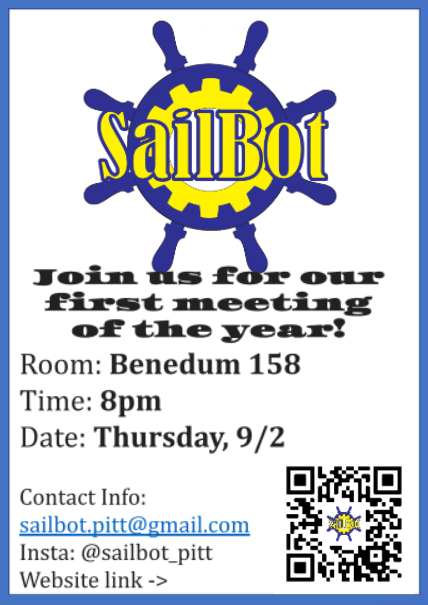 SailBot
Join us for our
first meeting
of the year!
Room: Benedum 158
Time: 8pm
Date: Thursday, 9/2
Contact Info:
sailbot.pitt@gmail.com
Insta: @sailbot_pitt
Website link ->
SailBot